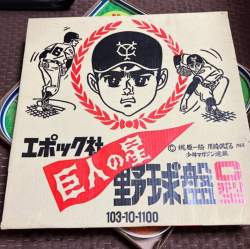 エポック社
巨人の星
野球盤
©梶原一騎 川崎のぼる
少年マガジン連載
103-10-1100